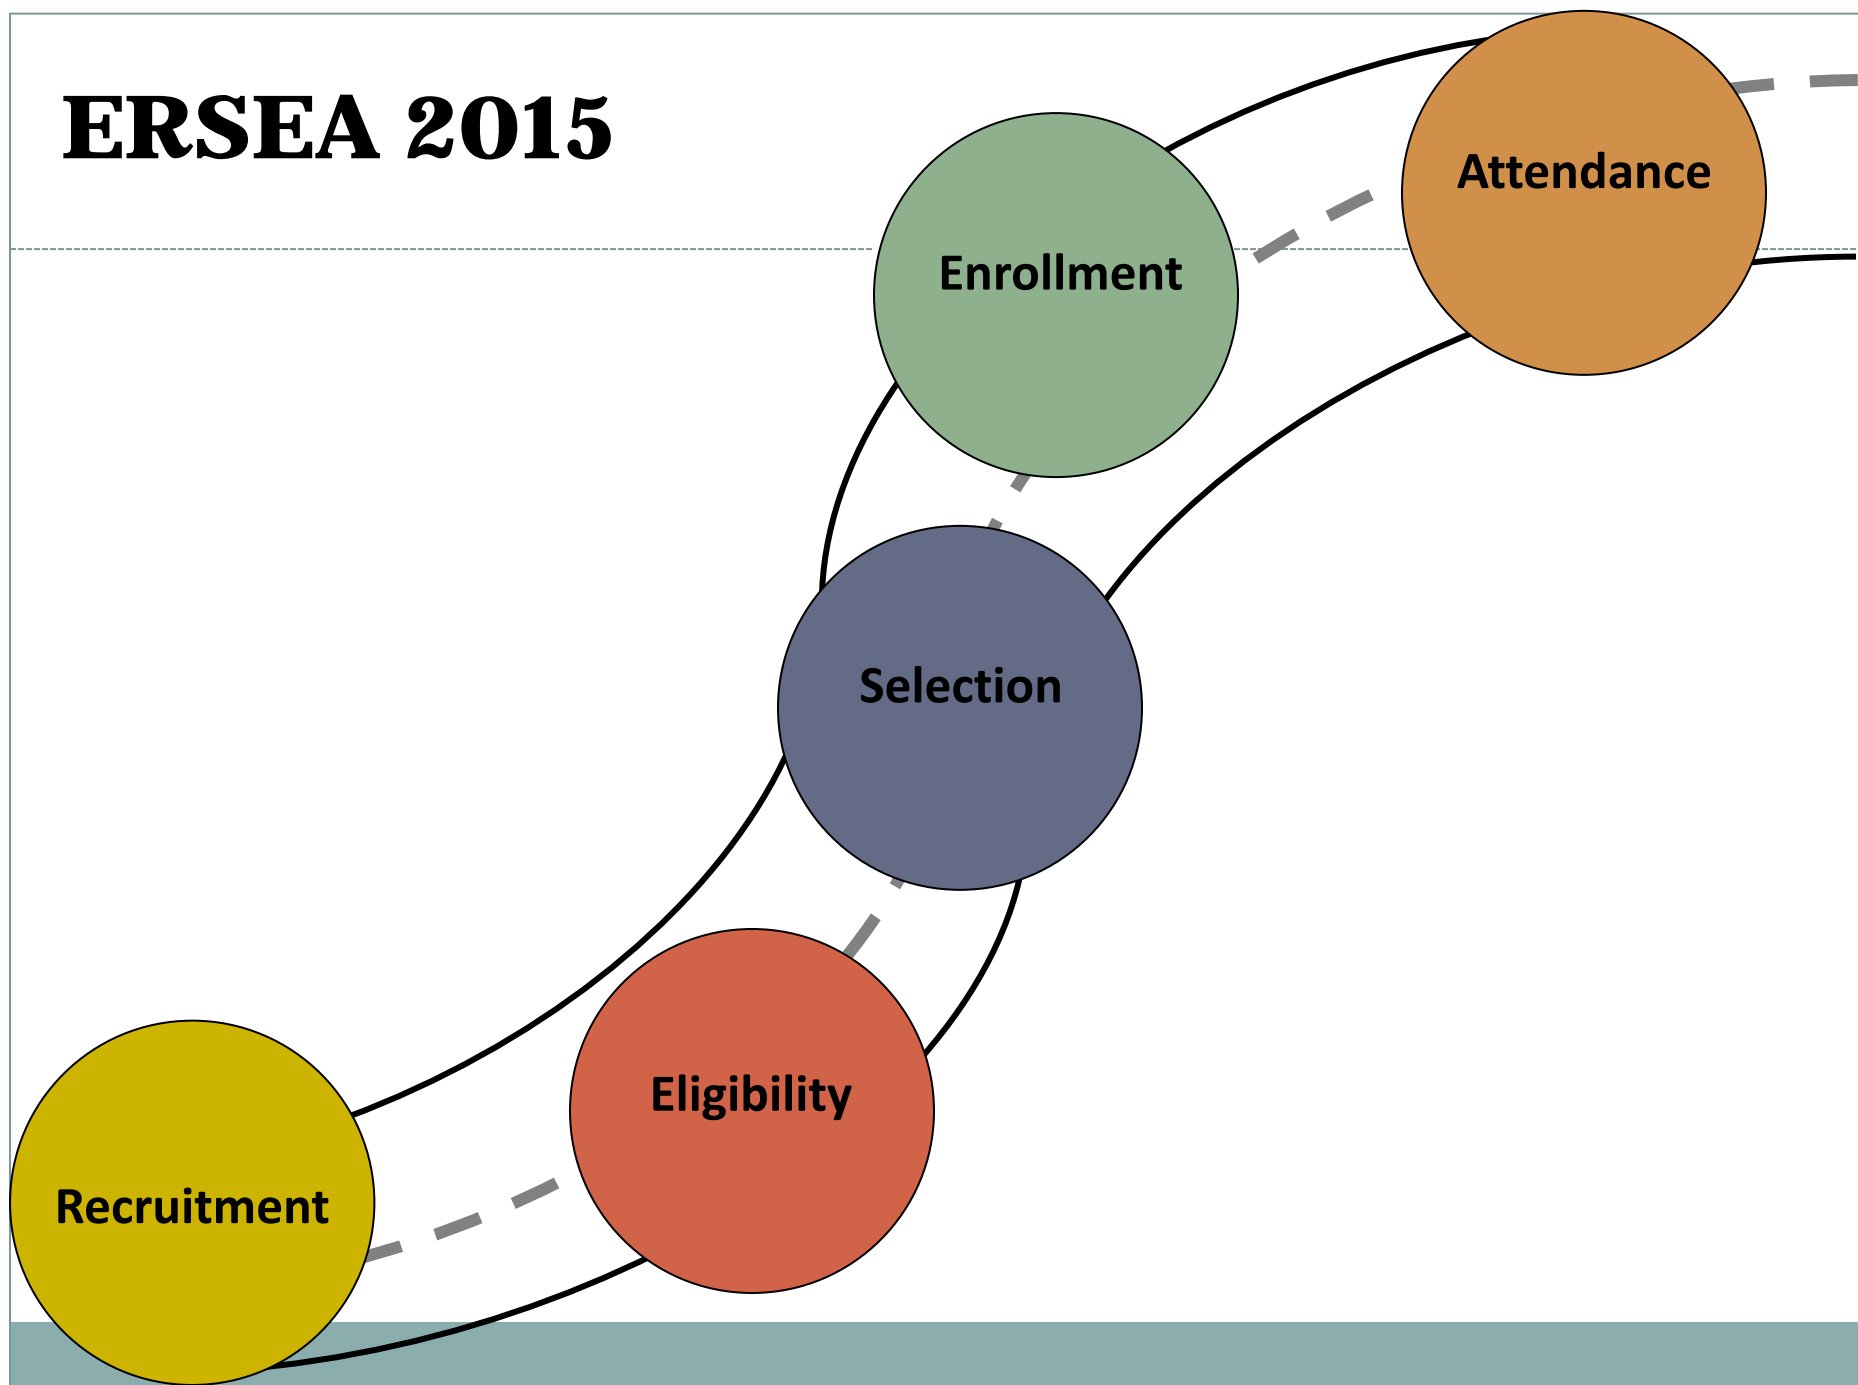 ERSEA 2015
Attendance
Enrollment
Selection
Eligibility
Recruitment